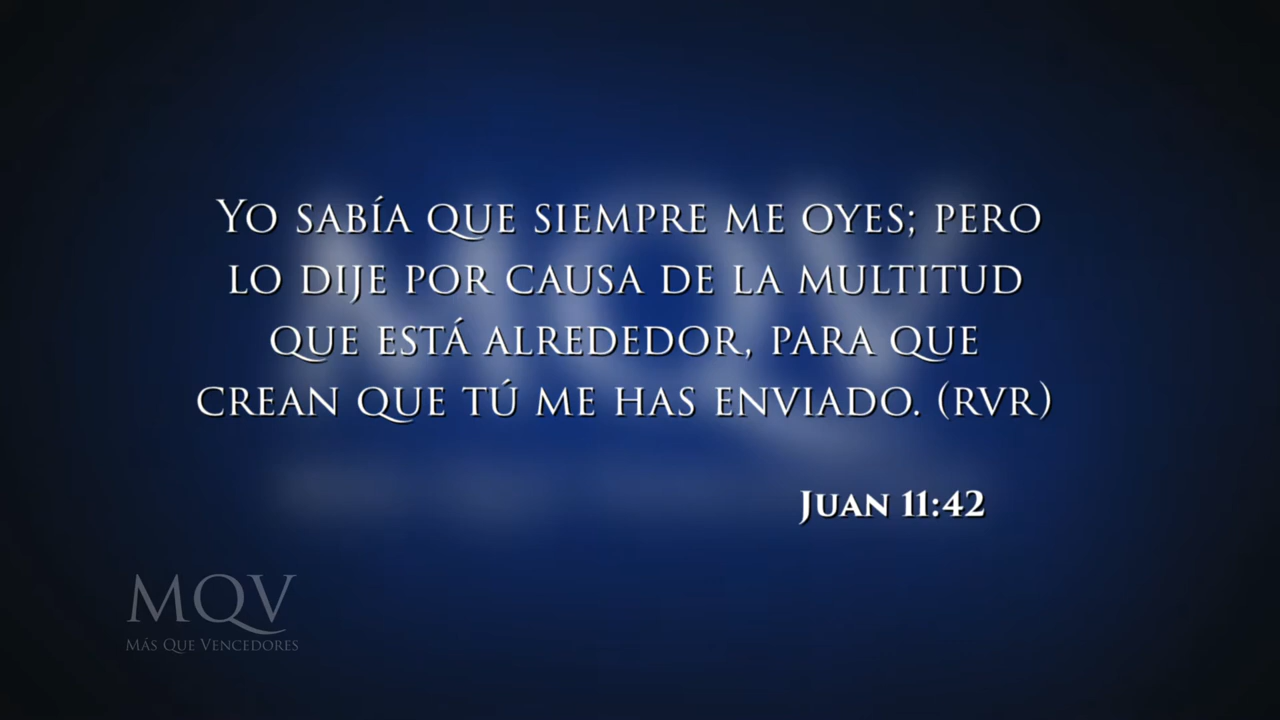 Yo sabía que siempre me oyes; pero
lo dije por causa de la multitud
que está alrededor, para que
crean que tú me has enviado. (RVR)
Juan 11:42
MQV
Más Que Vencedores